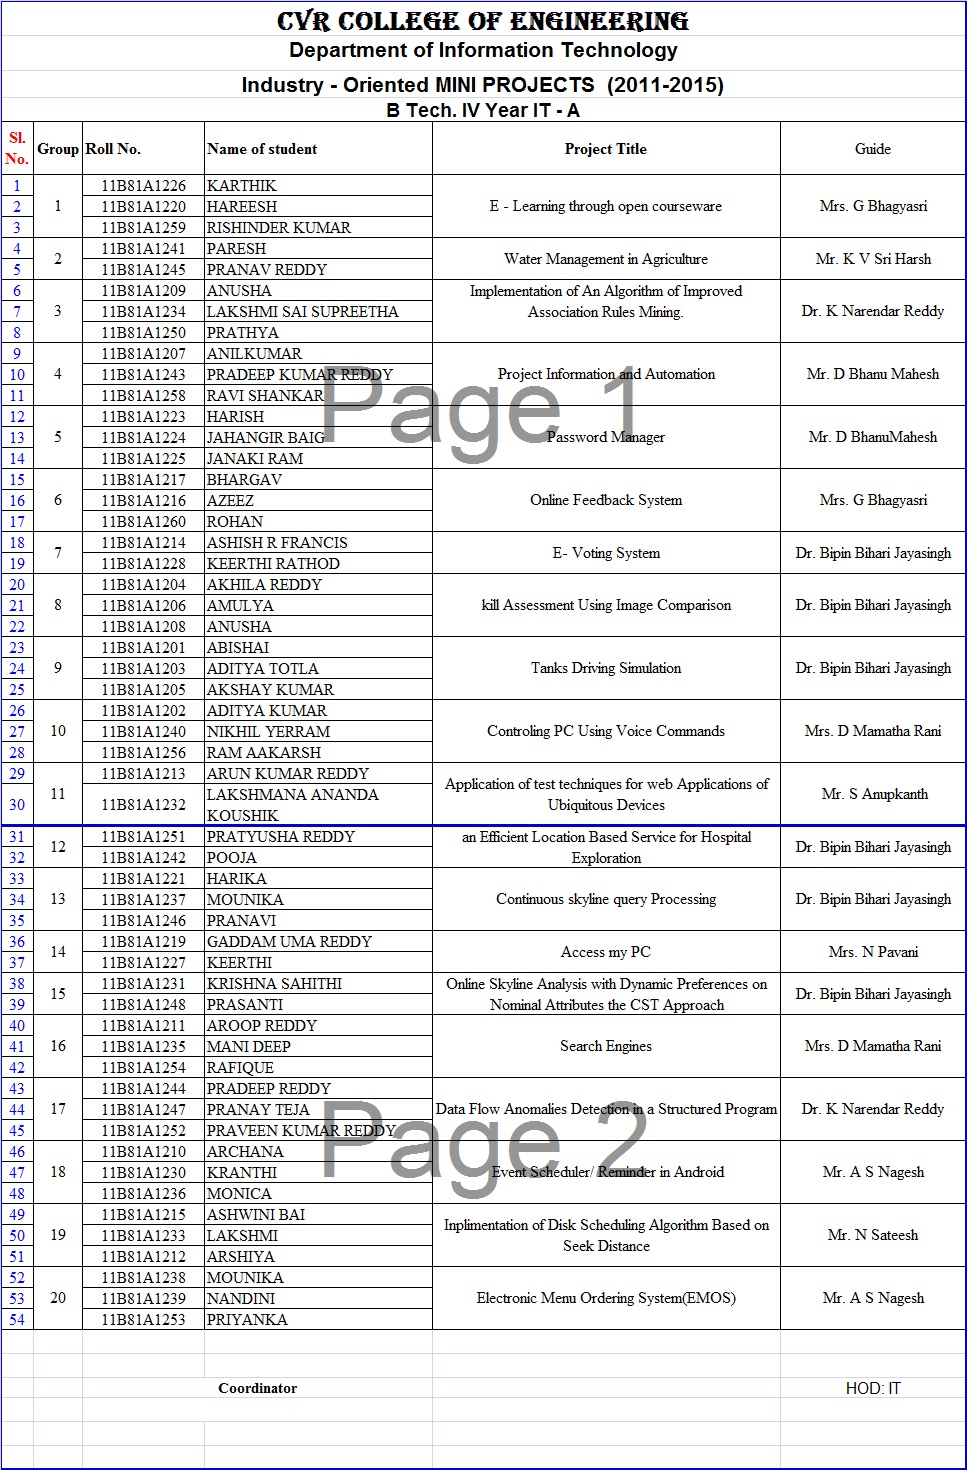 CVR COLLEGE OF ENGINEERING
Department of Information Technology
Industry - Oriented MINI PROJECTS (2011-2015)
B Tech. IV Year IT - A
Sl. No. Group Roll No. Name of student Project Title Guide
1 1 11B81A1226 KARTHIK E - Learning through open courseware Mrs. G Bhagyasri
2 11B81A1220 HAREESH
3 11B81A1259 RISHINDER KUMAR
4 2 11B81A1241 PARESH Water Management in Agriculture Mr. K V Sri Harsh
5 11B81A1245 PRANAV REDDY
6 3 11B81A1209 ANUSHA Implementation of An Algorithm of Improved Association Rules Mining. Dr. K Narendar Reddy
7 11B81A1234 LAKSHMI SAI SUPREETHA
8 11B81A1250 PRATHYA
9 4 11B81A1207 ANILKUMAR Project Information and Automation Mr. D Bhanu Mahesh
10 11B81A1243 PRADEEP KUMAR REDDY
11 11B81A1258 RAVI SHANKAR
Page 1
12 5 11B81A1223 HARISH Password Manager Mr. D BhanuMahesh
13 11B81A1224 JAHANGIR BAIG
14 11B81A1225 JANAKI RAM
15 6 11B81A1217 BHARGAV Online Feedback System Mrs. G Bhagyasri
16 11B81A1216 AZEEZ
17 11B81A1260 ROHAN
18 7 11B81A1214 ASHISH R FRANCIS E- Voting System Dr. Bipin Bihari Jayasingh
19 11B81A1228 KEERTHI RATHOD
20 8 11B81A1204 AKHILA REDDY kill Assessment Using Image Comparison Dr. Bipin Bihari Jayasingh
21 11B81A1206 AMULYA
22 11B81A1208 ANUSHA
23 9 11B81A1201 ABISHAI Tanks Driving Simulation Dr. Bipin Bihari Jayasingh
24 11B81A1203 ADITYA TOTLA
25 11B81A1205 AKSHAY KUMAR
26 10 11B81A1202 ADITYA KUMAR Controling PC Using Voice Commands Mrs. D Mamatha Rani
27 11B81A1240 NIKHIL YERRAM
28 11B81A1256 RAM AAKARSH
29 11 11B81A1213 ARUN KUMAR REDDY Application of test techniques for web Applications of Ubiquitous Devices Mr. S Anupkanth
30 11B81A1232 LAKSHMANA ANANDA KOUSHIK
31 12 11B81A1251 PRATYUSHA REDDY an Efficient Location Based Service for Hospital Exploration Dr. Bipin Bihari Jayasingh
32 11B81A1242 POOJA
33 13 11B81A1221 HARIKA Continuous skyline query Processing Dr. Bipin Bihari Jayasingh
34 11B81A1237 MOUNIKA
35 11B81A1246 PRANAVI
36 14 11B81A1219 GADDAM UMA REDDY Access my PC Mrs. N Pavani
37 11B81A1227 KEERTHI
38 15 11B81A1231 KRISHNA SAHITHI Online Skyline Analysis with Dynamic Preferences on Nominal Attributes the CST Approach Dr. Bipin Bihari Jayasingh
39 11B81A1248 PRASANTI
40 16 11B81A1211 AROOP REDDY Search Engines Mrs. D Mamatha Rani
41 11B81A1235 MANI DEEP
42 11B81A1254 RAFIQUE
43 17 11B81A1244 PRADEEP REDDY Data Flow Anomalies Detection in a Structured Program Dr. K Narendar Reddy
44 11B81A1247 PRANAY TEJA
45 11B81A1252 PRAVEEN KUMAR REDDY
Page 2
46 18 11B81A1210 ARCHANA Event Scheduler/ Reminder in Android Mr. A S Nagesh
47 11B81A1230 KRANTHI
48 11B81A1236 MONICA
49 19 11B81A1215 ASHWINI BAI Inplimentation of Disk Scheduling Algorithm Based on Seek Distance Mr. N Sateesh
50 11B81A1233 LAKSHMI
51 11B81A1212 ARSHIYA
52 20 11B81A1238 MOUNIKA Electronic Menu Ordering System(EMOS) Mr. A S Nagesh
53 11B81A1239 NANDINI
54 11B81A1253 PRIYANKA
Coordinator HOD: IT